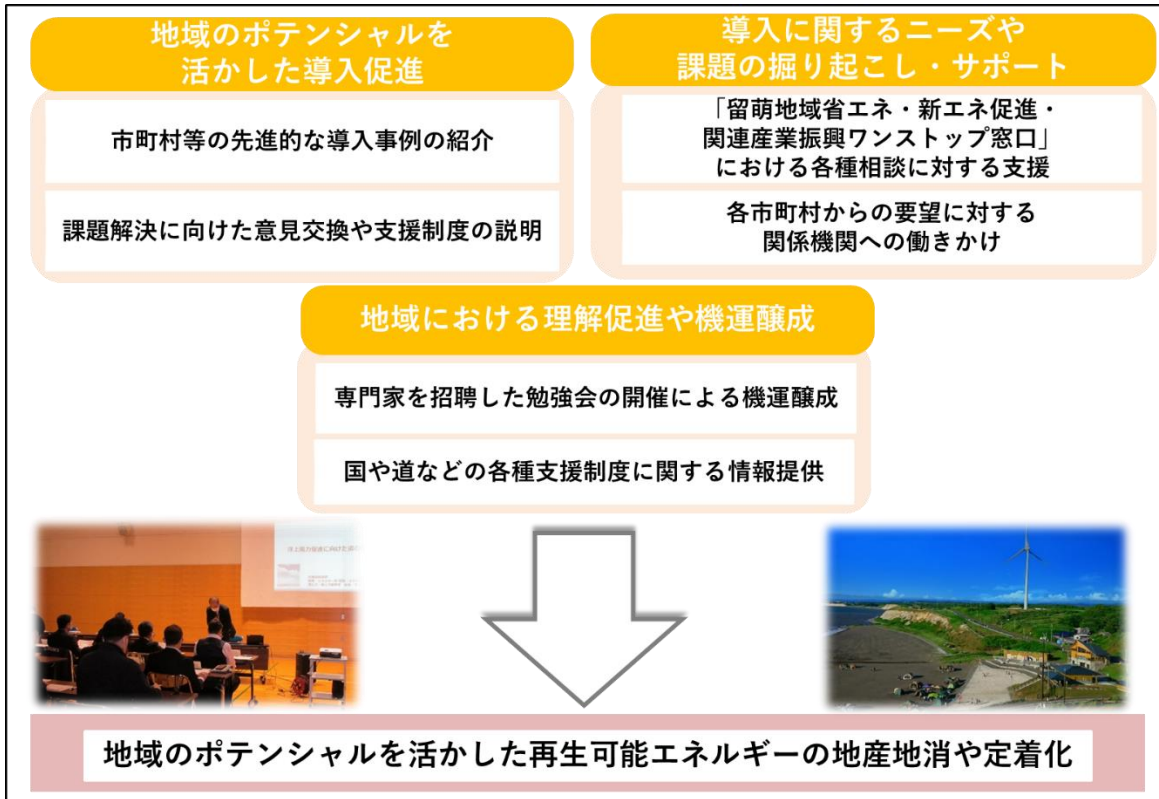 地域のポテンシャルを
活かした導入促進
市町村等の先進的な導入事例の紹介
課題解決に向けた意見交換や支援制度の説明
導入に関するニーズや
課題の掘り起こし・サポート
「留萌地域省エネ・新エネ促進・
関連産業振興ワンストップ窓口」
における各種相談に対する支援
各市町村からの要望に対する
関係機関への働きかけ
地域における理解促進や機運醸成
専門家を招聘した勉強会の開催による機運醸成
国や道などの各種支援制度に関する情報提供
地域のポテンシャルを活かした再生可能エネルギーの地産地消や定着化